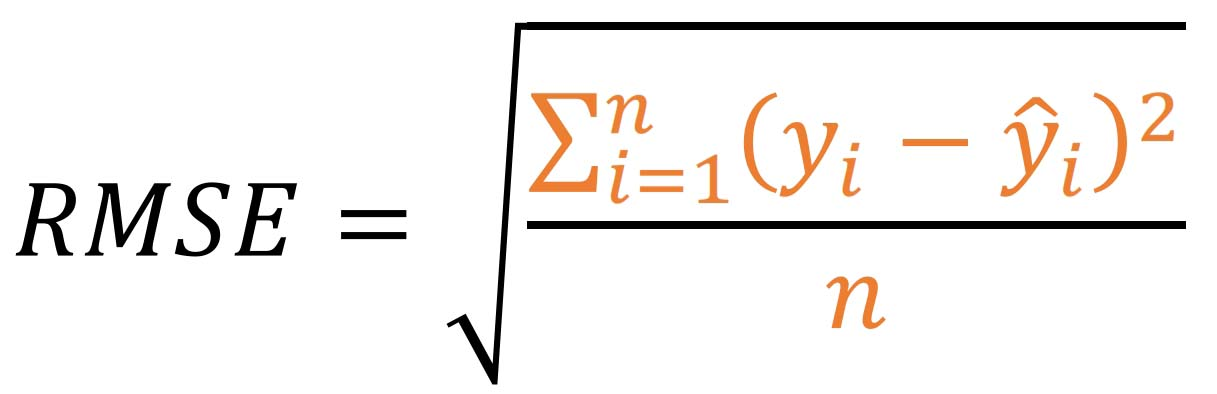 RMSE = √(∑ⁿᵢ₌₁(yᵢ − ŷᵢ)² / n)